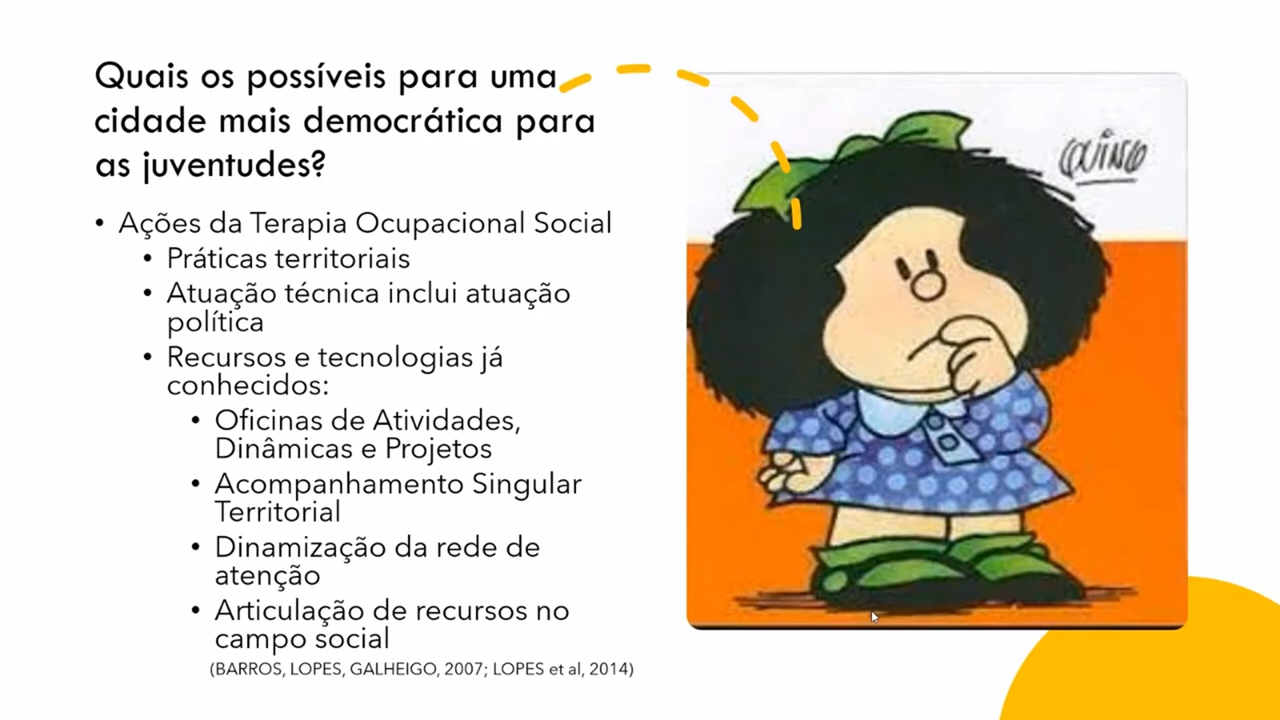 Quais os possíveis para uma
cidade mais democrática para
as juventudes?
• Ações da Terapia Ocupacional Social
• Práticas territoriais
• Atuação técnica inclui atuação
política
• Recursos e tecnologias já
conhecidos:
• Oficinas de Atividades,
Dinâmicas e Projetos
• Acompanhamento Singular
Territorial
• Dinamização da rede de
atenção
• Articulação de recursos no
campo social
(BARROS, LOPES, GALHEIGO, 2007; LOPES et al, 2014)
QUINO